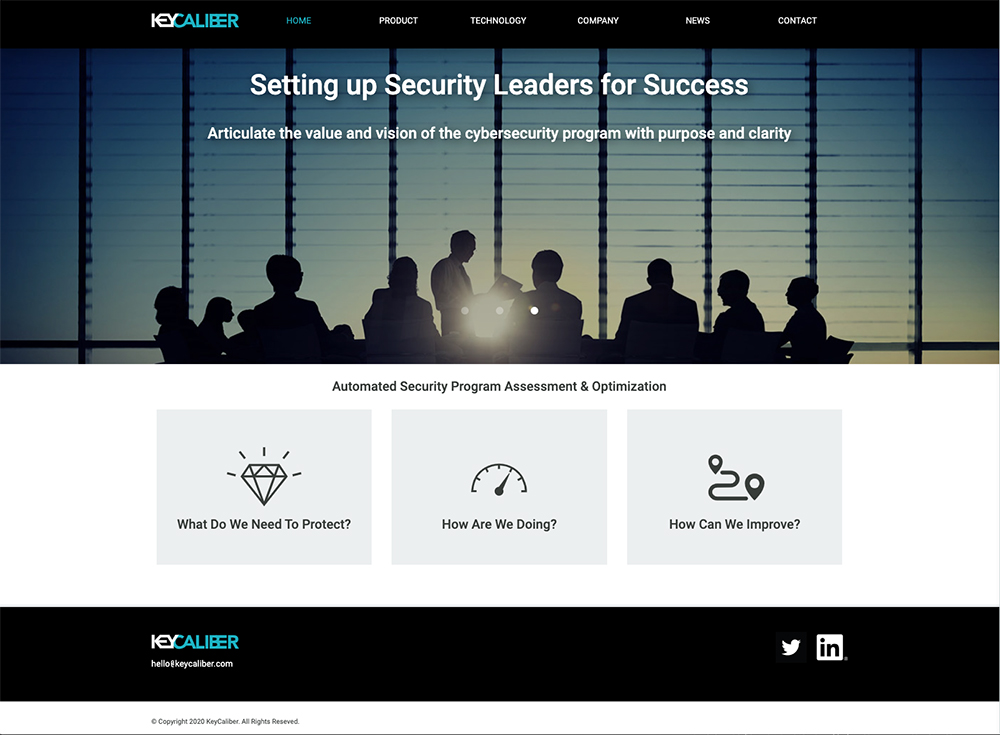 KEYCALIBER
HOME PRODUCT TECHNOLOGY COMPANY NEWS CONTACT
Setting up Security Leaders for Success
Articulate the value and vision of the cybersecurity program with purpose and clarity
Automated Security Program Assessment & Optimization
What Do We Need To Protect?
How Are We Doing?
How Can We Improve?
KEYCALIBER
hello@keycaliber.com
in
© Copyright 2020 KeyCaliber. All Rights Reseved.